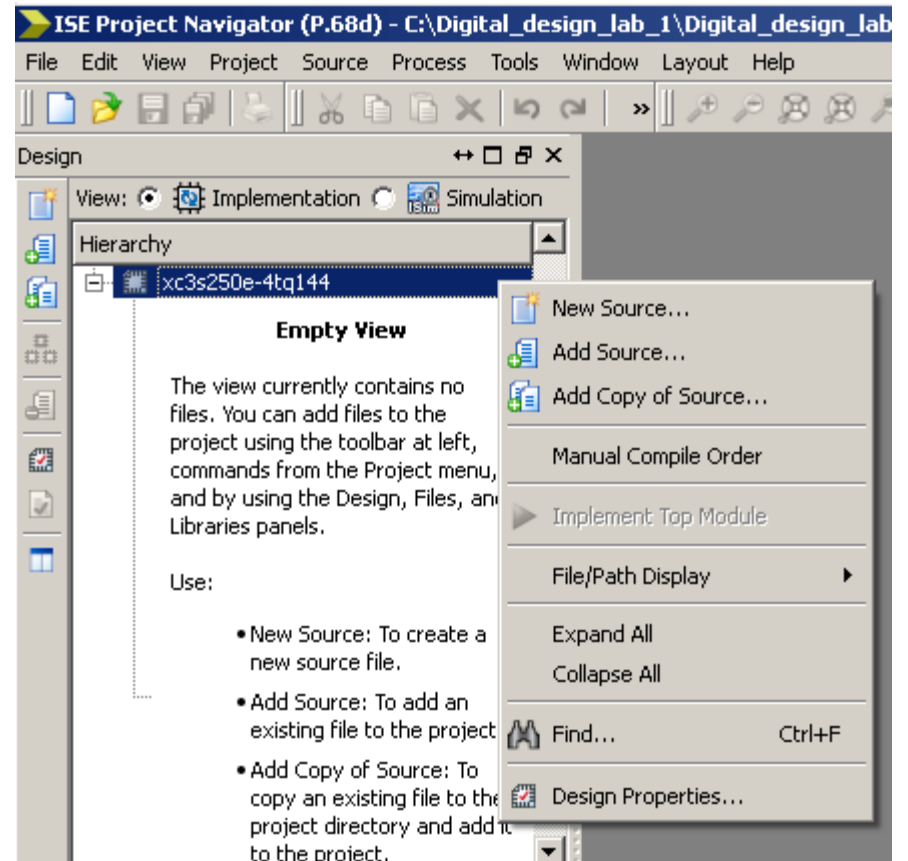 ISE Project Navigator (P.68d) - C:\Digital_design_lab_1\Digital_design_lab
File Edit View Project Source Process Tools Window Layout Help
»
Design
View: Implementation Simulation
Hierarchy
xc3s250e-4tq144
Empty View
The view currently contains no
files. You can add files to the
project using the toolbar at left,
commands from the Project menu,
and by using the Design, Files, an
Libraries panels.
Use:
• New Source: To create a
new source file.
• Add Source: To add an
existing file to the project
• Add Copy of Source: To
copy an existing file to the
project directory and add it
to the project.
New Source...
Add Source...
Add Copy of Source...
Manual Compile Order
Implement Top Module
File/Path Display
Expand All
Collapse All
Find... Ctrl+F
Design Properties...